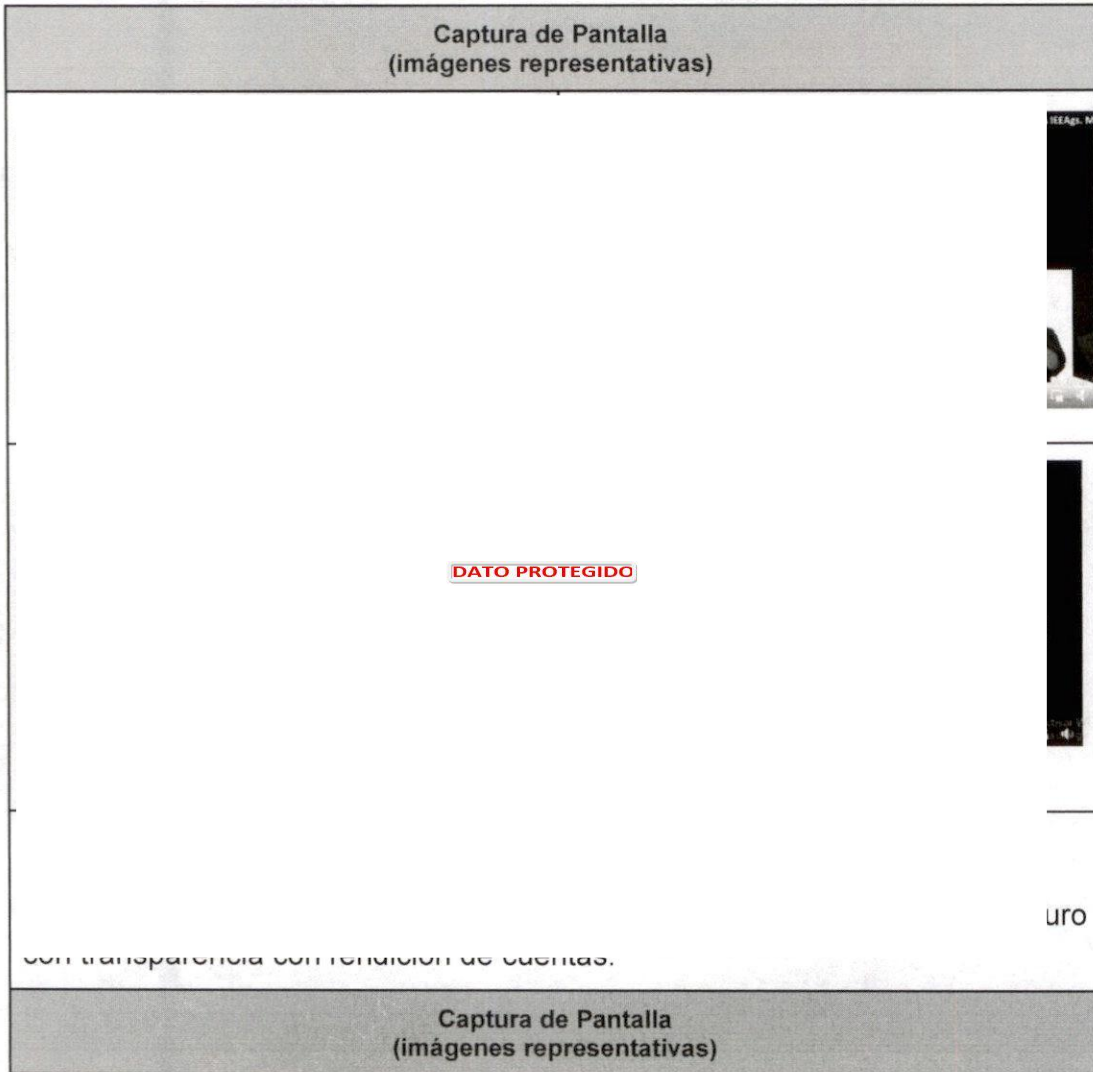 Captura de Pantalla
(imágenes representativas)
IEEAgs. M
DATO PROTEGIDO
uro
con transparencia con rendición de cuentas.
Captura de Pantalla
(imágenes representativas)